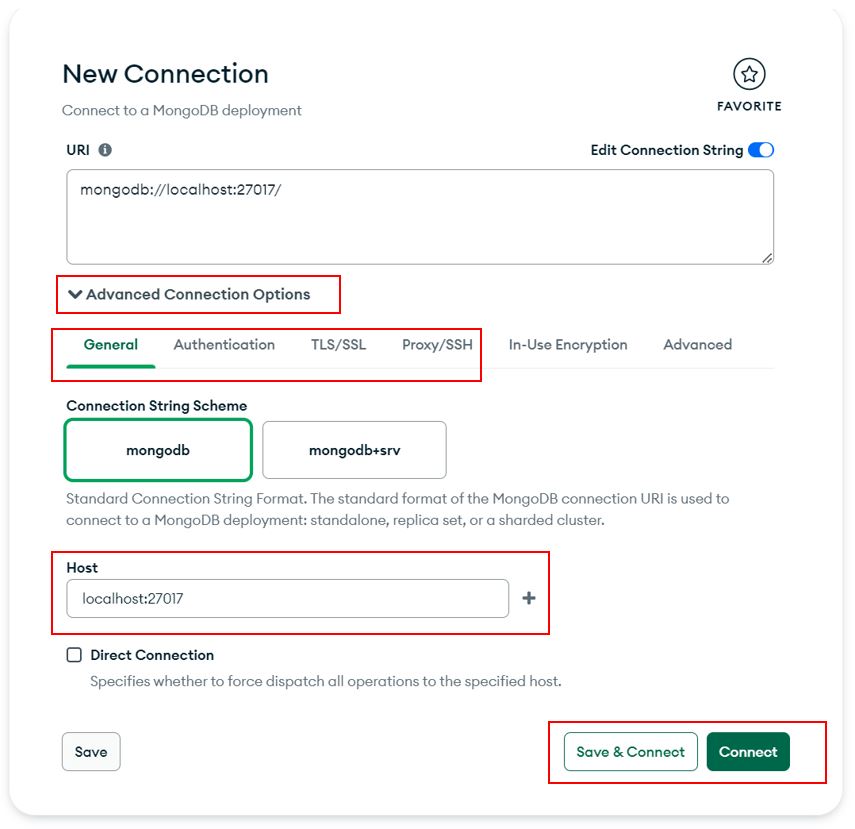 New Connection
FAVORITE
Connect to a MongoDB deployment
URI
Edit Connection String
mongodb://localhost:27017/
Advanced Connection Options
General Authentication TLS/SSL Proxy/SSH In-Use Encryption Advanced
Connection String Scheme
mongodb mongodb+srv
Standard Connection String Format. The standard format of the MongoDB connection URI is used to
connect to a MongoDB deployment: standalone, replica set, or a sharded cluster.
Host
localhost:27017
Direct Connection
Specifies whether to force dispatch all operations to the specified host.
Save Save & Connect Connect